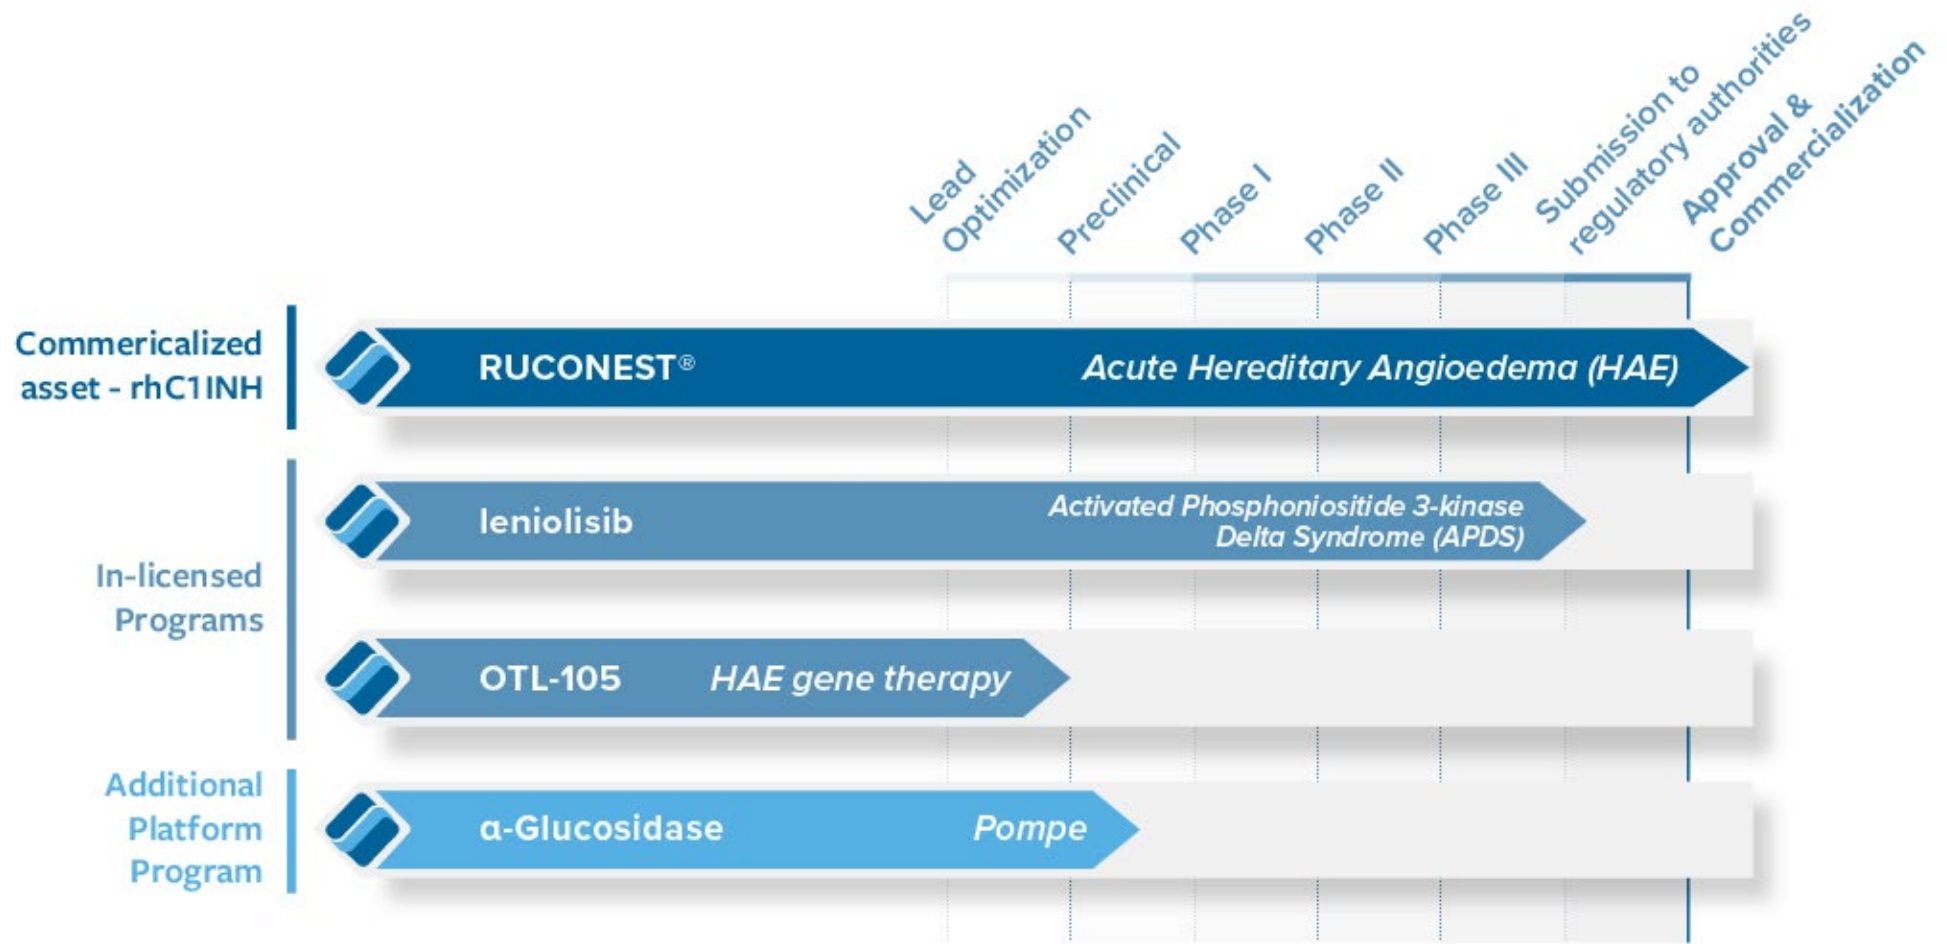 Lead
Optimization
Preclinical
Phase I
Phase II
Phase III
Submission to
regulatory authorities
Approval &
Commercialization
Commericalized
asset - rhC1INH
RUCONEST® Acute Hereditary Angioedema (HAE)
In-licensed
Programs
leniolisib
Activated Phosphoniositide 3-kinase
Delta Syndrome (APDS)
OTL-105 HAE gene therapy
Additional
Platform
Program
α-Glucosidase Pompe